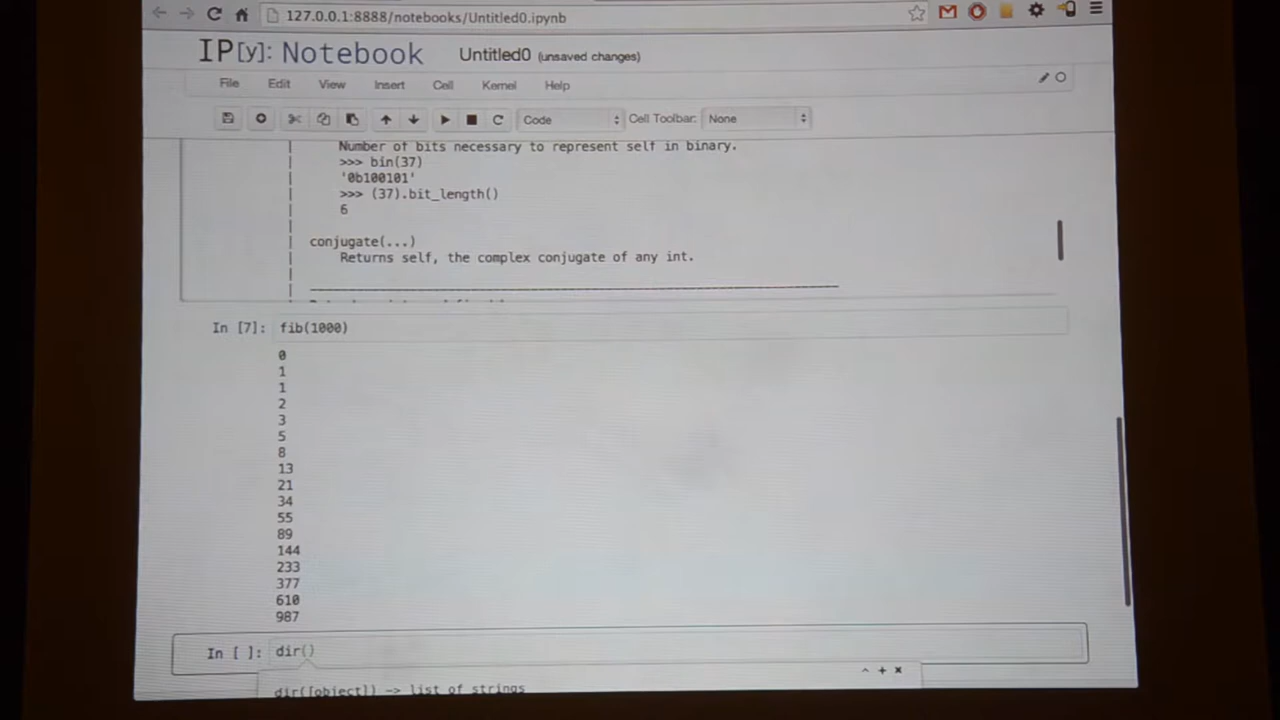 127.0.0.1:8888/notebooks/Untitled0.ipynb
IP[y]: Notebook Untitled0 (unsaved changes)
File Edit View Insert Cell Kernel Help
Code Cell Toolbar: None
| Number of bits necessary to represent self in binary.
| >>> bin(37)
| '0b100101'
| >>> (37).bit_length()
| 6
|
| conjugate(...)
| Returns self, the complex conjugate of any int.
|
In [7]: fib(1000)
0
1
1
2
3
5
8
13
21
34
55
89
144
233
377
610
987
In [ ]: dir()
dir([object]) -> list of strings